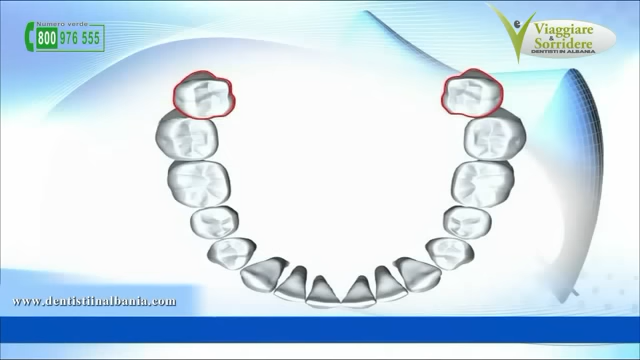 Numero verde
800 976 555
Viaggiare
&
Sorridere
DENTISTI IN ALBANIA
www.dentistiinalbania.com